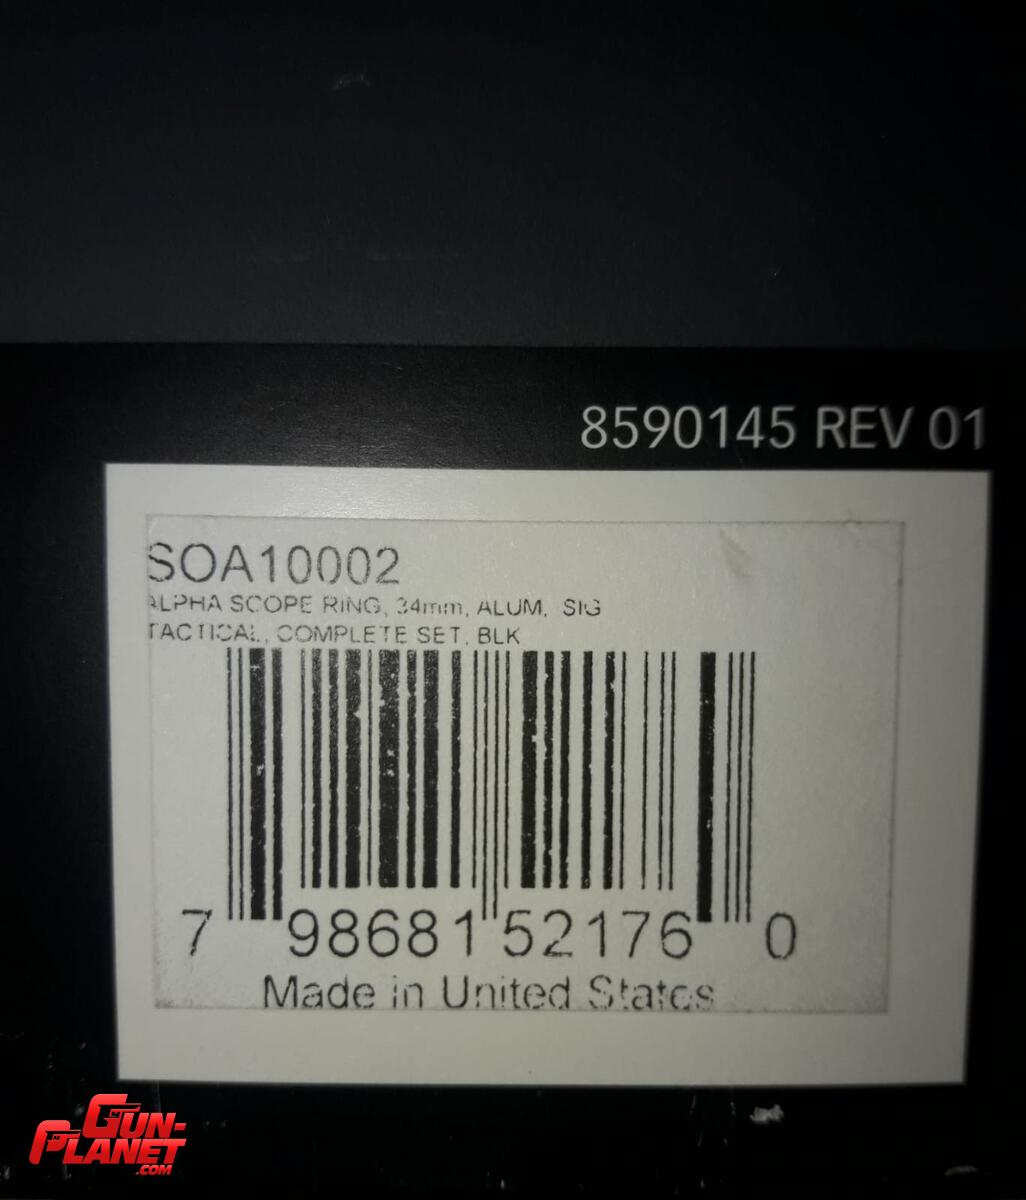 8590145 REV 01
SOA10002
ALPHA SCOPE RING, 34mm, ALUM, SIG
TACTICAL, COMPLETE SET, BLK
7 98681 52176 0
Made in United States
GUN-
PLANET
.COM